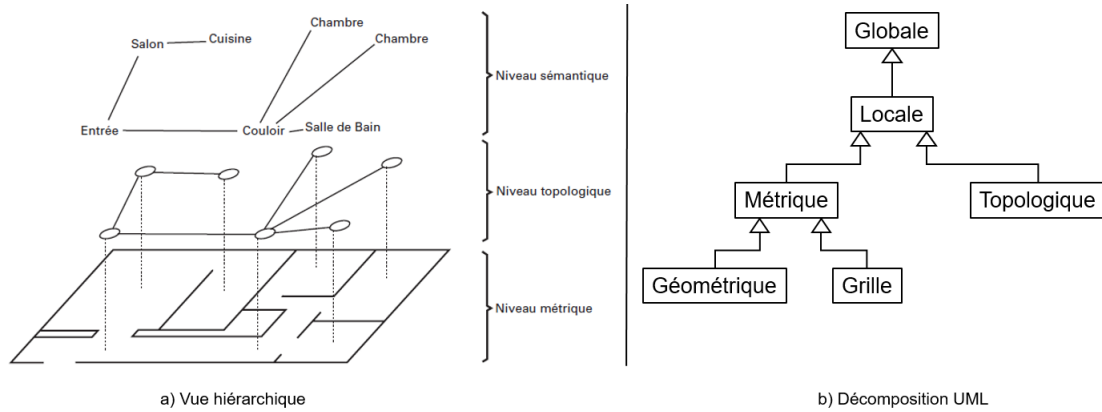 Chambre
Cuisine
Chambre
Salon
Niveau sémantique
Entrée
Couloir
Salle de Bain
Niveau topologique
Niveau métrique
a) Vue hiérarchique
Globale
Locale
Métrique
Topologique
Géométrique
Grille
b) Décomposition UML